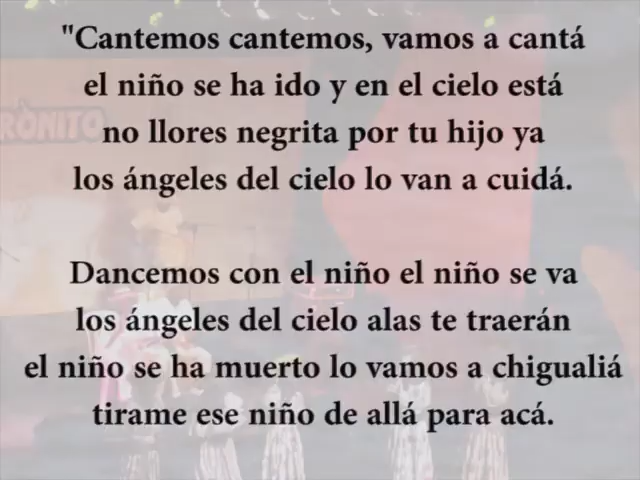 "Cantemos cantemos, vamos a cantá
el niño se ha ido y en el cielo está
RÒNITO
no llores negrita por tu hijo ya
los ángeles del cielo lo van a cuidá.
Dancemos con el niño el niño se va
los ángeles del cielo alas te traerán
el niño se ha muerto lo vamos a chigualiá
tirame ese niño de allá para acá.